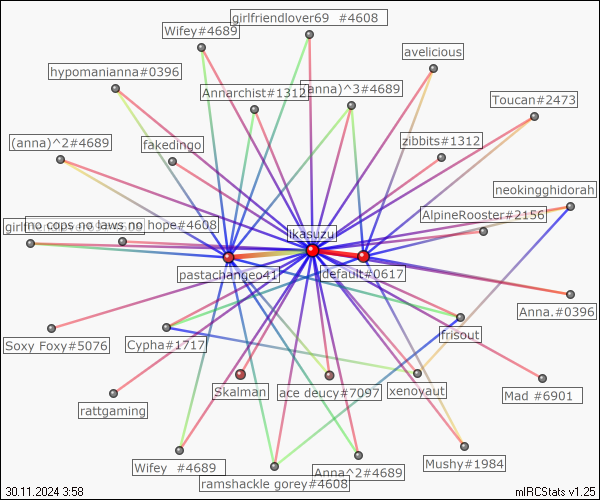 girlfriendlover69 #4608
Wifey#4689
avelicious
hypomanianna#0396
Annarchist#1312
(anna)^3#4689
Toucan#2473
(anna)^2#4689
fakedingo
zibbits#1312
neokingghidorah
AlpineRooster#2156
no cops no laws no hope#4608
ikasuzu
pastachangeo41
default#0617
Anna.#0396
Soxy Foxy#5076
Cypha#1717
frisout
Skalman
ace deucy#7097
xenoyaut
Mad #6901
rattgaming
Wifey #4689
ramshackle gorey#4608
Anna^2#4689
Mushy#1984
30.11.2024 3:58
mIRCStats v1.25